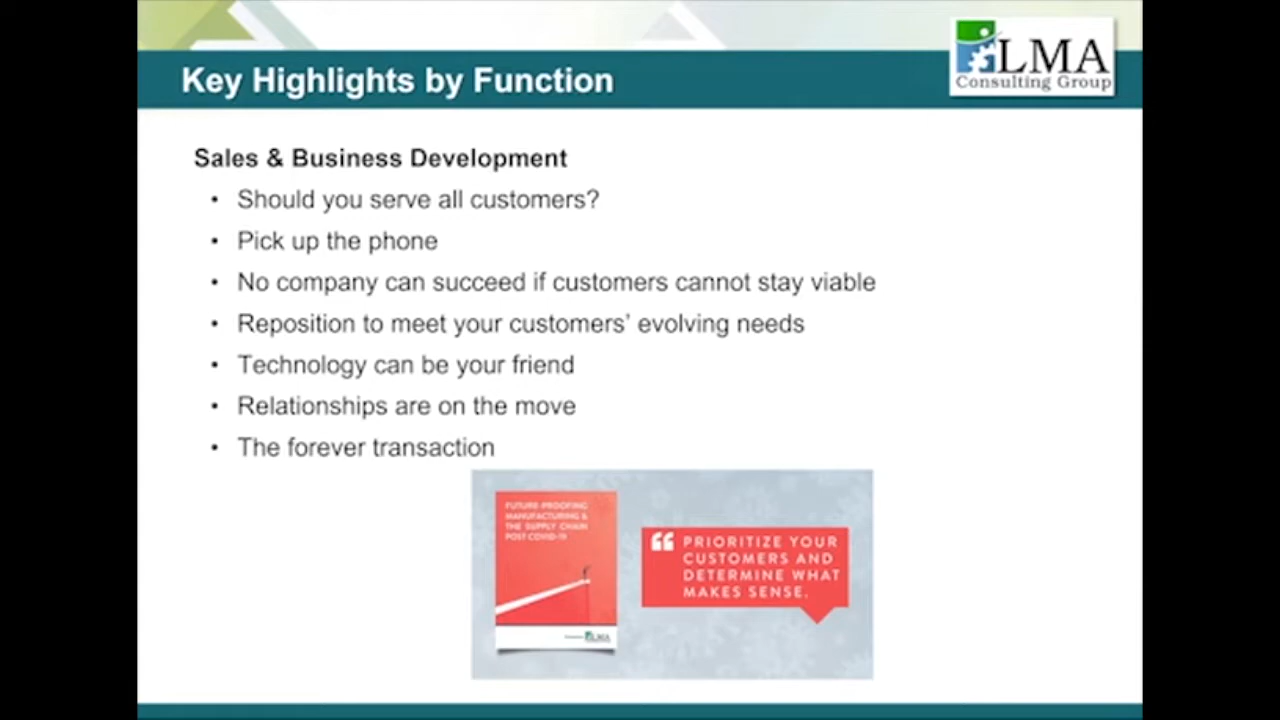 Key Highlights by Function
LMA
Consulting Group
Sales & Business Development
• Should you serve all customers?
• Pick up the phone
• No company can succeed if customers cannot stay viable
• Reposition to meet your customers’ evolving needs
• Technology can be your friend
• Relationships are on the move
• The forever transaction
FUTURE-PROOFING
MANUFACTURING &
THE SUPPLY CHAIN
POST COVID-19
LMA
“ PRIORITIZE YOUR
CUSTOMERS AND
DETERMINE WHAT
MAKES SENSE.